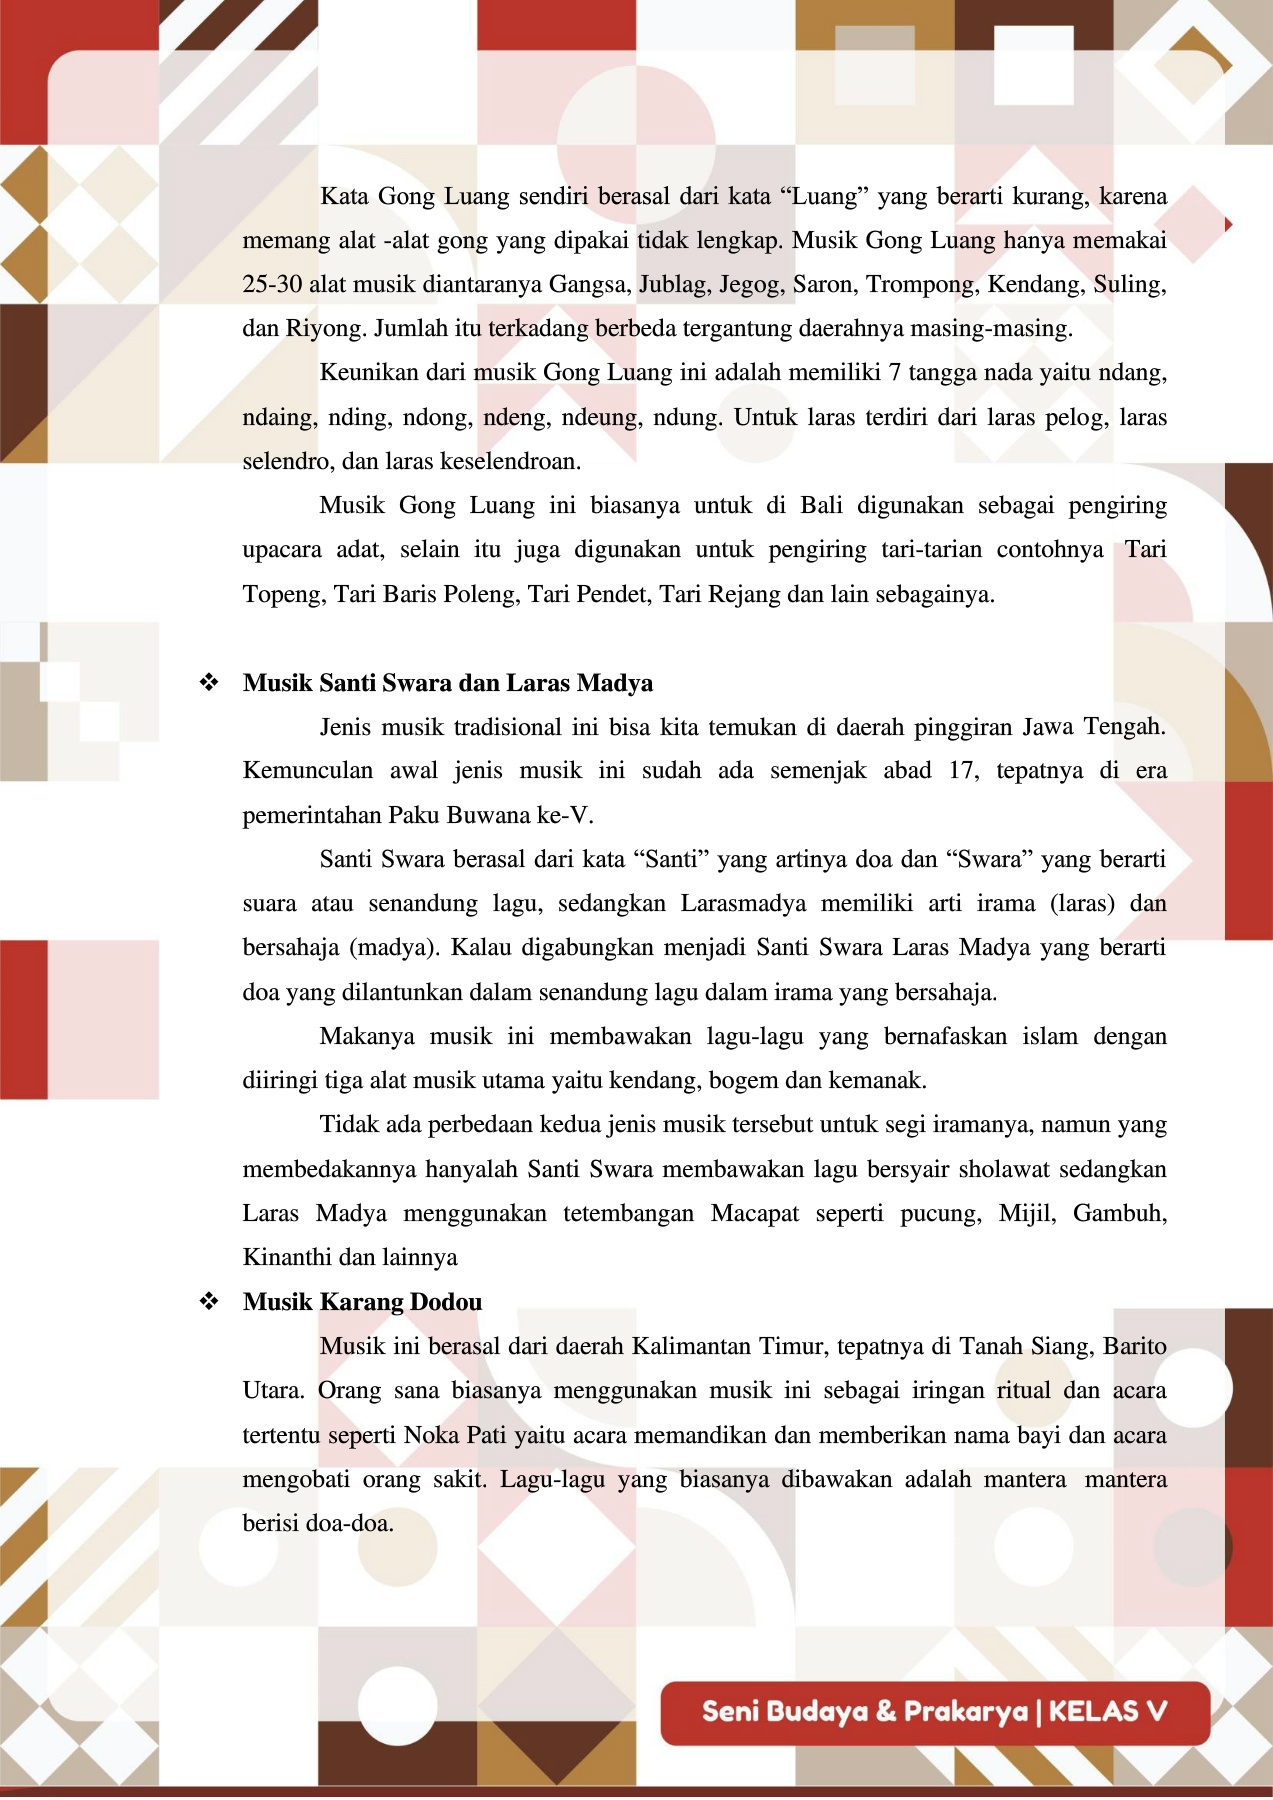 Kata Gong Luang sendiri berasal dari kata “Luang” yang berarti kurang, karena
memang alat -alat gong yang dipakai tidak lengkap. Musik Gong Luang hanya memakai
25-30 alat musik diantaranya Gangsa, Jublag, Jegog, Saron, Trompong, Kendang, Suling,
dan Riyong. Jumlah itu terkadang berbeda tergantung daerahnya masing-masing.
Keunikan dari musik Gong Luang ini adalah memiliki 7 tangga nada yaitu ndang,
ndaing, nding, ndong, ndeng, ndeung, ndung. Untuk laras terdiri dari laras pelog, laras
selendro, dan laras keselendroan.
Musik Gong Luang ini biasanya untuk di Bali digunakan sebagai pengiring
upacara adat, selain itu juga digunakan untuk pengiring tari-tarian contohnya Tari
Topeng, Tari Baris Poleng, Tari Pendet, Tari Rejang dan lain sebagainya.
❖ Musik Santi Swara dan Laras Madya
Jenis musik tradisional ini bisa kita temukan di daerah pinggiran Jawa Tengah.
Kemunculan awal jenis musik ini sudah ada semenjak abad 17, tepatnya di era
pemerintahan Paku Buwana ke-V.
Santi Swara berasal dari kata “Santi” yang artinya doa dan “Swara” yang berarti
suara atau senandung lagu, sedangkan Larasmadya memiliki arti irama (laras) dan
bersahaja (madya). Kalau digabungkan menjadi Santi Swara Laras Madya yang berarti
doa yang dilantunkan dalam senandung lagu dalam irama yang bersahaja.
Makanya musik ini membawakan lagu-lagu yang bernafaskan islam dengan
diiringi tiga alat musik utama yaitu kendang, bogem dan kemanak.
Tidak ada perbedaan kedua jenis musik tersebut untuk segi iramanya, namun yang
membedakannya hanyalah Santi Swara membawakan lagu bersyair sholawat sedangkan
Laras Madya menggunakan tetembangan Macapat seperti pucung, Mijil, Gambuh,
Kinanthi dan lainnya
❖ Musik Karang Dodou
Musik ini berasal dari daerah Kalimantan Timur, tepatnya di Tanah Siang, Barito
Utara. Orang sana biasanya menggunakan musik ini sebagai iringan ritual dan acara
tertentu seperti Noka Pati yaitu acara memandikan dan memberikan nama bayi dan acara
mengobati orang sakit. Lagu-lagu yang biasanya dibawakan adalah mantera mantera
berisi doa-doa.
Seni Budaya & Prakarya | KELAS V